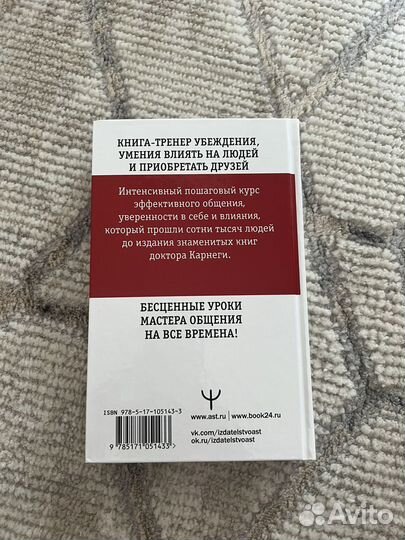 КНИГА-ТРЕНЕР УБЕЖДЕНИЯ,
УМЕНИЯ ВЛИЯТЬ НА ЛЮДЕЙ
И ПРИОБРЕТАТЬ ДРУЗЕЙ
Интенсивный пошаговый курс
эффективного общения,
уверенности в себе и влияния,
который прошли сотни тысяч людей
до издания знаменитых книг
доктора Карнеги.
БЕСЦЕННЫЕ УРОКИ
МАСТЕРА ОБЩЕНИЯ
НА ВСЕ ВРЕМЕНА!
ISBN 978-5-17-105143-3
9 785171 051433
www.ast.ru | www.book24.ru
vk.com/izdatelstvoast
ok.ru/izdatelstvoast
Avito